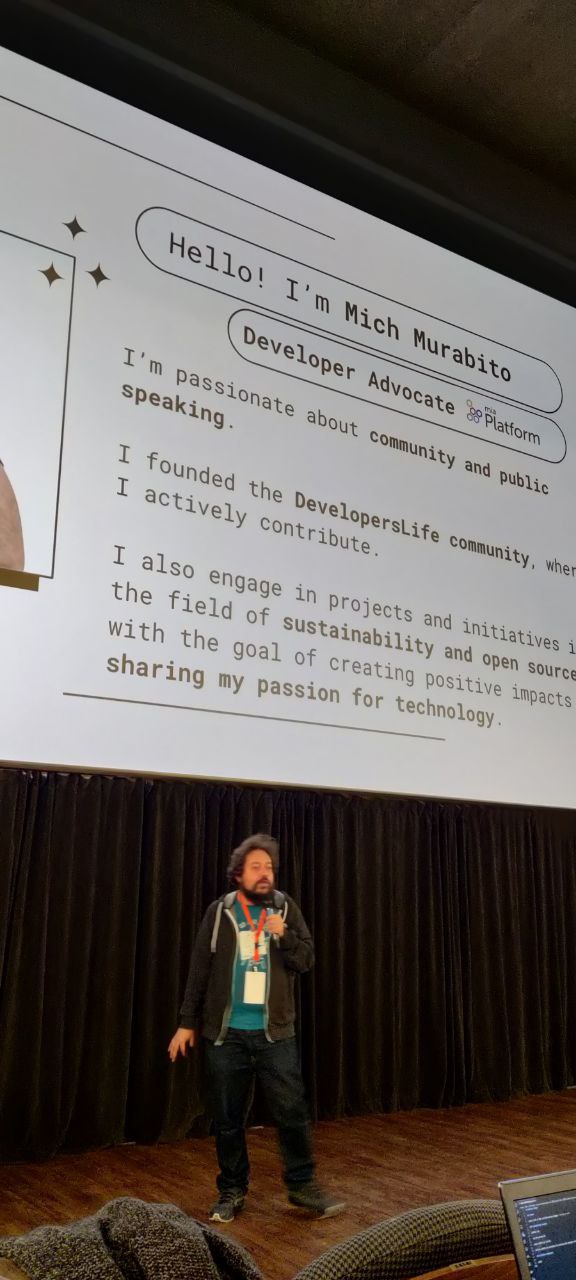 Hello! I'm Mich Murabito
Developer Advocate mia Platform
I'm passionate about community and public
speaking.
I founded the DevelopersLife community, wher
I actively contribute.
I also engage in projects and initiatives i
the field of sustainability and open source
with the goal of creating positive impacts
sharing my passion for technology.